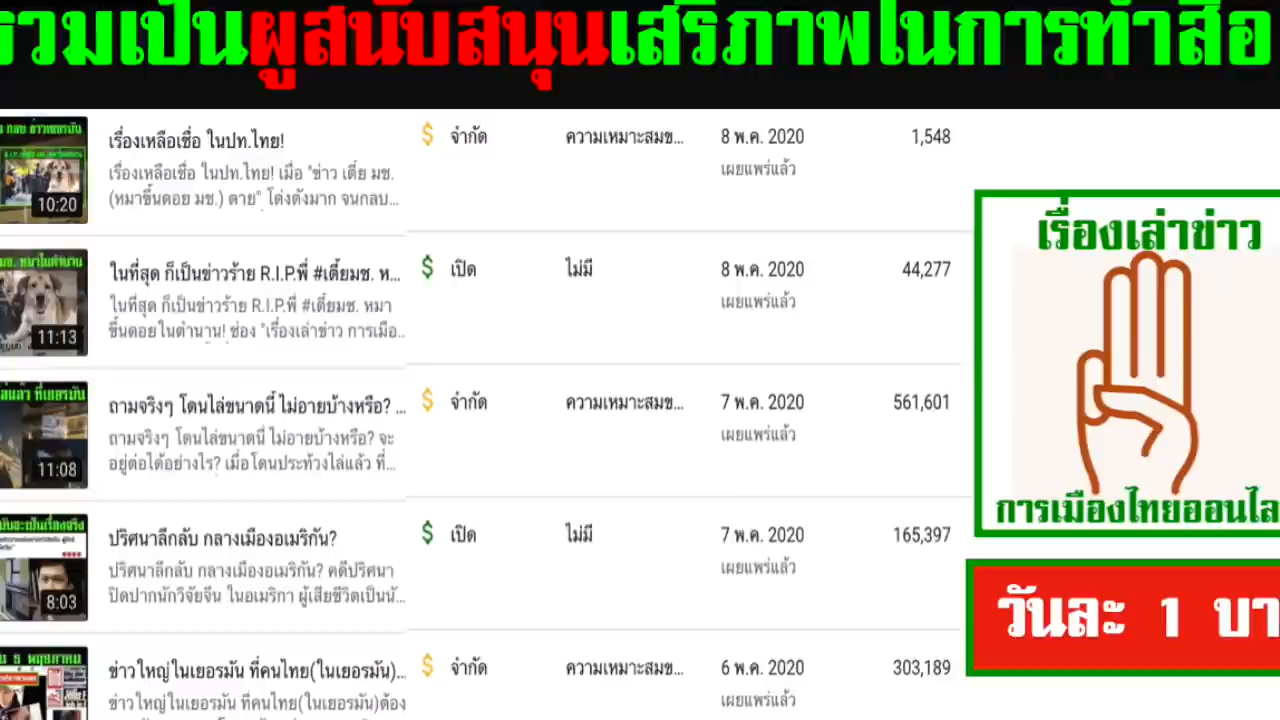 รวมเป็นผู้สนับสนุนเสรีภาพในการทำสื่อ
10:20
เรื่องเหลือเชื่อ ในปท.ไทย!
เรื่องเหลือเชื่อ ในปท.ไทย! เมื่อ "ข่าว เตี้ย มช.
(หมาขึ้นดอย มช.) ตาย" โด่งดังมาก จนกลบ...
จำกัด
ความเหมาะสมข...
8 พ.ค. 2020
เผยแพร่แล้ว
1,548
11:13
ในที่สุด ก็เป็นข่าวร้าย R.I.P.พี่ #เตี้ยมช. ห...
ในที่สุด ก็เป็นข่าวร้าย R.I.P.พี่ #เตี้ยมช. หมา
ขึ้นดอยในตำนาน! ช่อง "เรื่องเล่าข่าว การเมือ...
เปิด
ไม่มี
8 พ.ค. 2020
เผยแพร่แล้ว
44,277
11:08
ถามจริงๆ โดนไล่ขนาดนี้ ไม่อายบ้างหรือ? ...
ถามจริงๆ โดนไล่ขนาดนี้ ไม่อายบ้างหรือ? จะ
อยู่ต่อได้อย่างไร? เมื่อโดนประท้วงไล่แล้ว ที่...
จำกัด
ความเหมาะสมข...
7 พ.ค. 2020
เผยแพร่แล้ว
561,601
8:03
ปริศนาลึกลับ กลางเมืองอเมริกัน?
ปริศนาลึกลับ กลางเมืองอเมริกัน? คดีปริศนา
ปิดปากนักวิจัยจีน ในอเมริกา ผู้เสียชีวิตเป็นนั...
เปิด
ไม่มี
7 พ.ค. 2020
เผยแพร่แล้ว
165,397
ข่าวใหญ่ในเยอรมัน ที่คนไทย(ในเยอรมัน)...
ข่าวใหญ่ในเยอรมัน ที่คนไทย(ในเยอรมัน)ต้อง
จำกัด
ความเหมาะสมข...
6 พ.ค. 2020
เผยแพร่แล้ว
303,189
เรื่องเล่าข่าว
การเมืองไทยออนไล
วันละ 1 บา